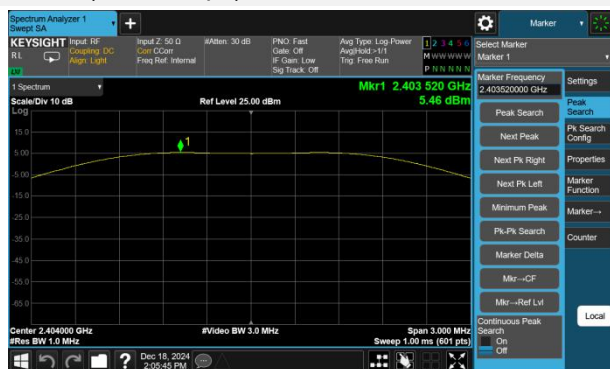 Spectrum Analyzer 1
Swept SA
Marker
KEYSIGHT Input: RF Input Z: 50 Ω #Atten: 30 dB PNO: Fast Avg Type: Log-Power 1 2 3 4 5 6
RL Coupling: DC Corr CCorr Gate: Off Avg|Hold:>1/1 M W W W W W
Align: Light Freq Ref: Internal IF Gain: Low Trig: Free Run P N N N N N
Sig Track: Off
Select Marker
Marker 1
1 Spectrum
Mkr1 2.403 520 GHz
Scale/Div 10 dB Ref Level 25.00 dBm 5.46 dBm
Log
15.0
5.00
-5.00
-15.0
-25.0
-35.0
-45.0
-55.0
-65.0
1
Center 2.404000 GHz #Video BW 3.0 MHz Span 3.000 MHz
#Res BW 1.0 MHz Sweep 1.00 ms (601 pts)
Marker Frequency
2.403520000 GHz
Peak Search
Next Peak
Next Pk Right
Next Pk Left
Minimum Peak
Pk-Pk Search
Marker Delta
Mkr→CF
Mkr→Ref Lvl
Continuous Peak
Search
On
Off
Settings
Peak
Search
Pk Search
Config
Properties
Marker
Function
Marker→
Counter
Local
Dec 18, 2024
2:05:45 PM